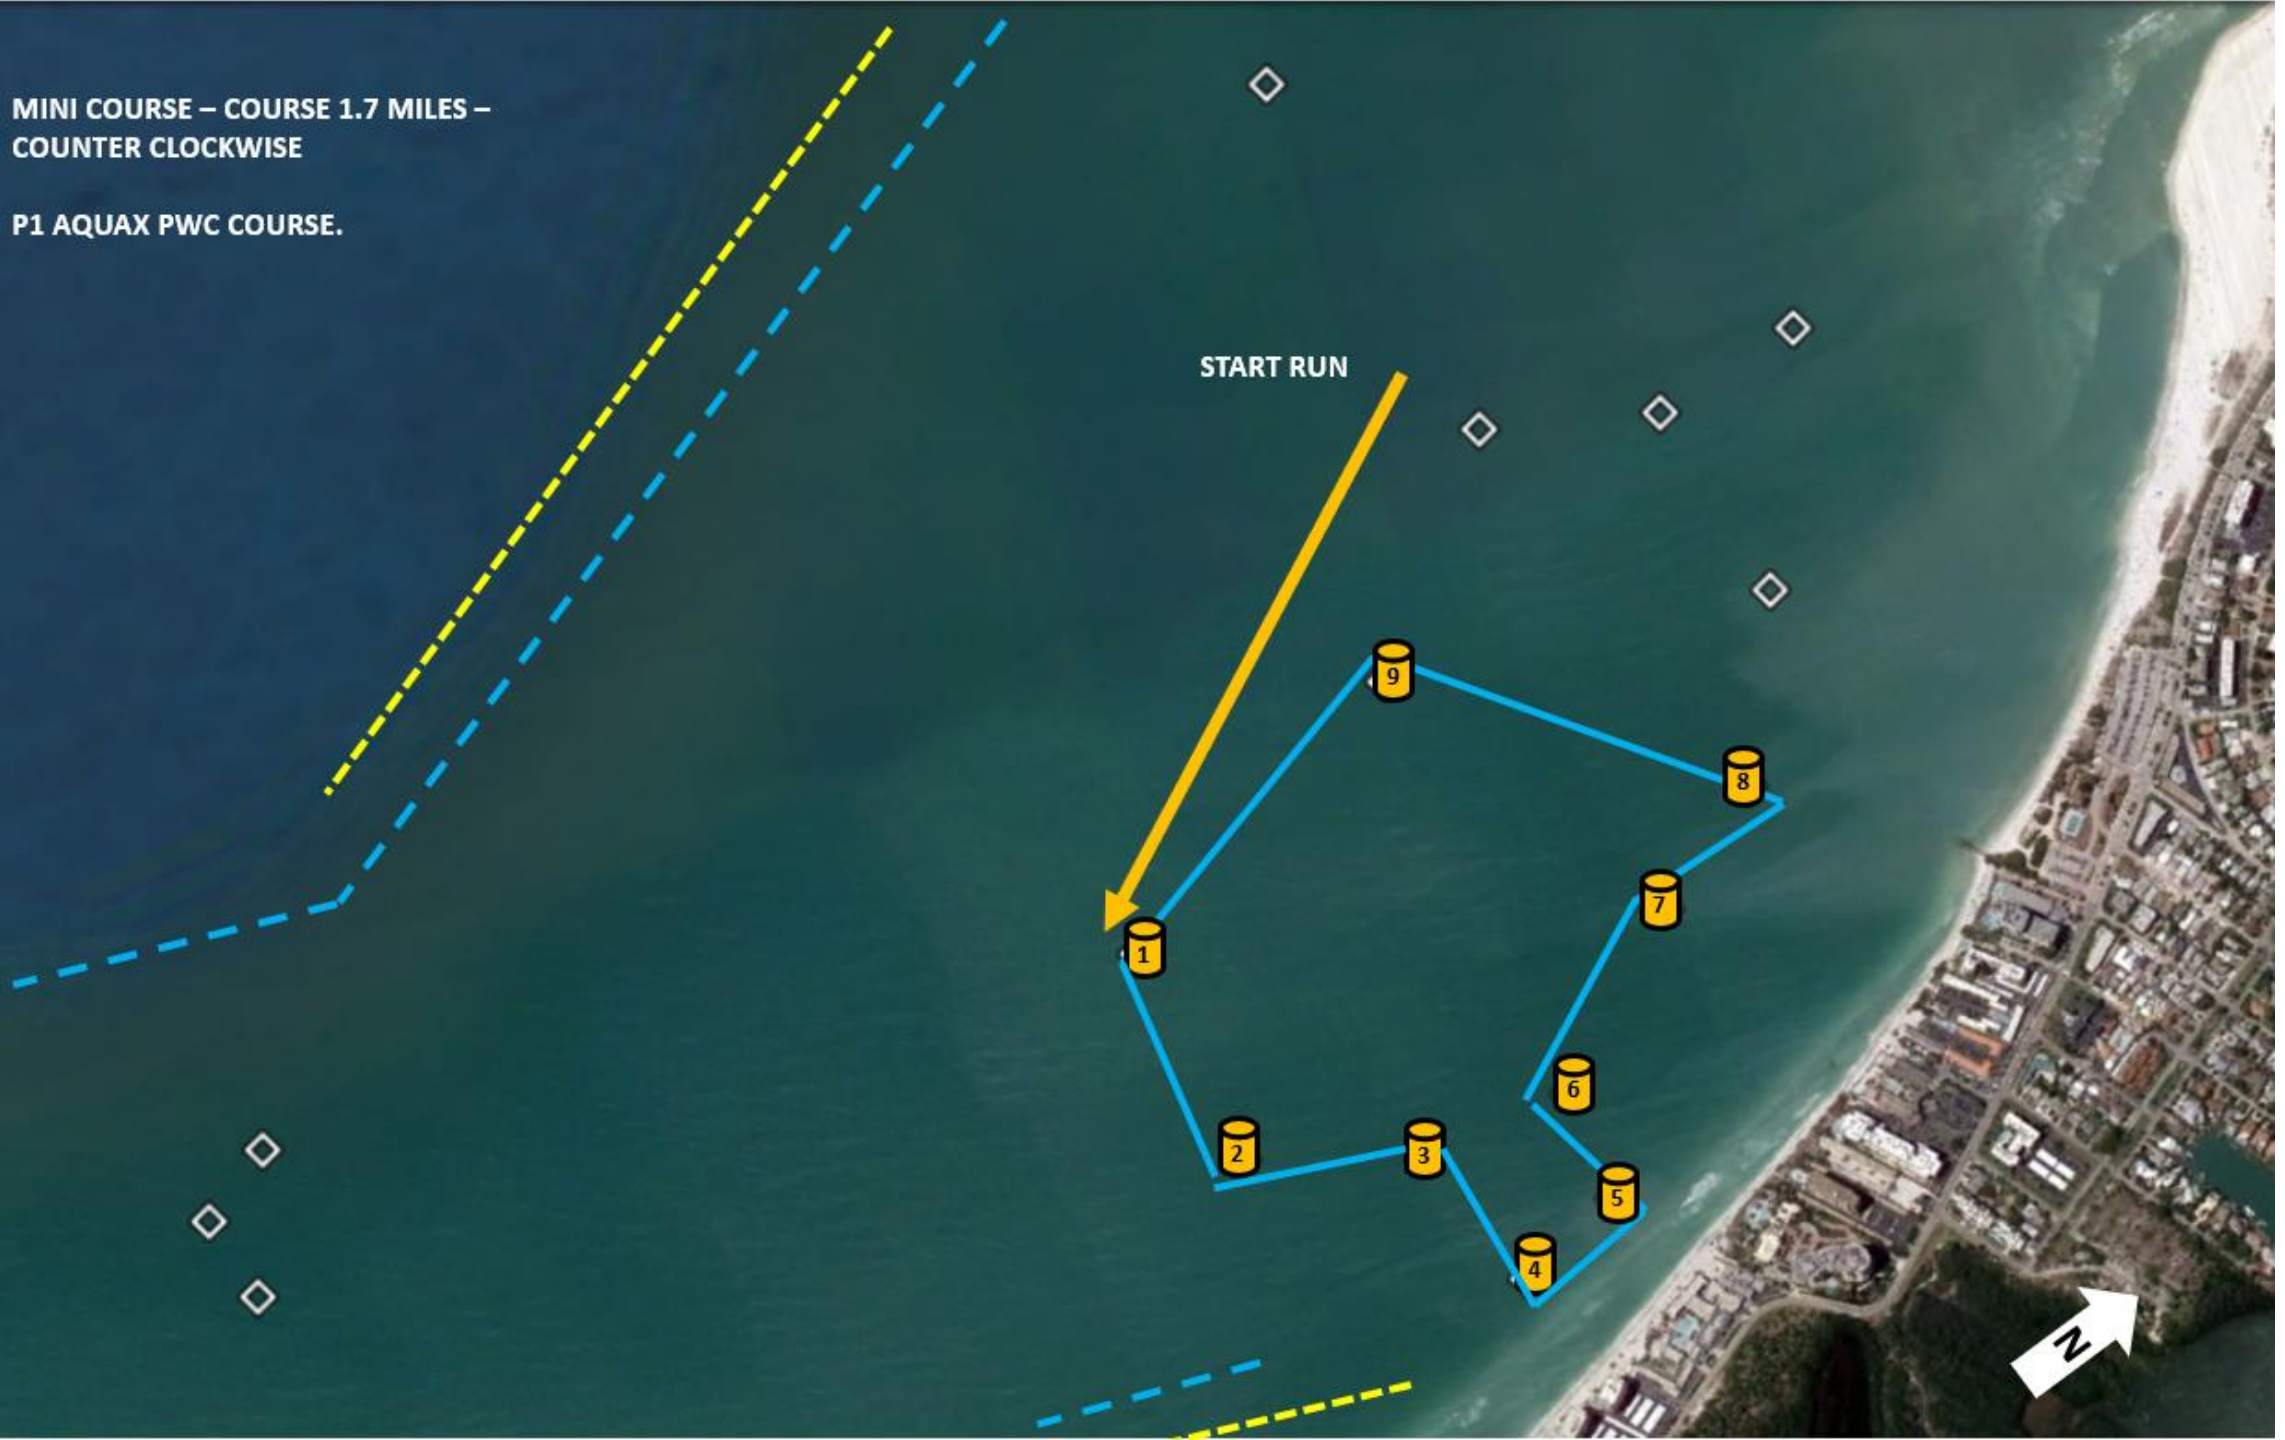 MINI COURSE – COURSE 1.7 MILES –
COUNTER CLOCKWISE
P1 AQUAX PWC COURSE.
START RUN
9
8
7
1
6
2
3
5
4
N